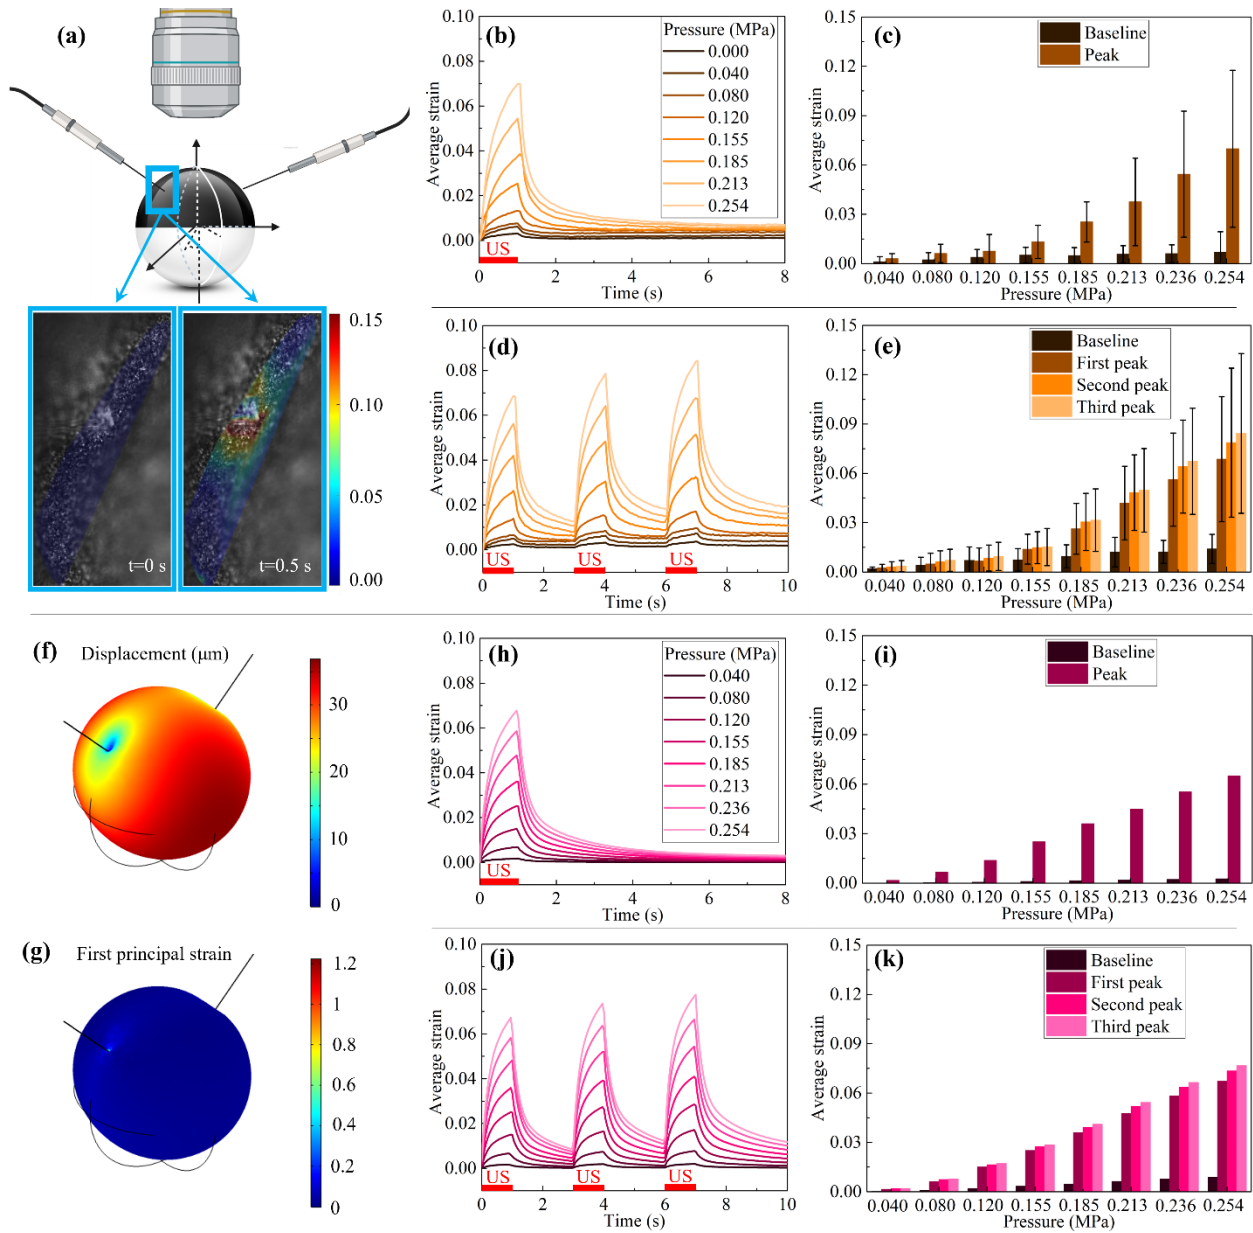 (a)
0.15
0.10
0.05
0.00
t=0 s
t=0.5 s
(b)
Average strain
0.10
0.08
0.06
0.04
0.02
0.00
Pressure (MPa)
0.000
0.040
0.080
0.120
0.155
0.185
0.213
0.254
US
0
2
4
6
8
Time (s)
(c)
Average strain
0.15
0.12
0.09
0.06
0.03
0.00
Baseline
Peak
0.040
0.080
0.120
0.155
0.185
0.213
0.236
0.254
Pressure (MPa)
(d)
Average strain
0.10
0.08
0.06
0.04
0.02
0.00
US
US
US
0
2
4
6
8
10
Time (s)
(e)
Average strain
0.15
0.12
0.09
0.06
0.03
0.00
Baseline
First peak
Second peak
Third peak
0.040
0.080
0.120
0.155
0.185
0.213
0.236
0.254
Pressure (MPa)
(f)
Displacement (μm)
30
20
10
0
(g)
First principal strain
1.2
1
0.8
0.6
0.4
0.2
0
(h)
Average strain
0.10
0.08
0.06
0.04
0.02
0.00
Pressure (MPa)
0.040
0.080
0.120
0.155
0.185
0.213
0.236
0.254
US
0
2
4
6
8
Time (s)
(i)
Average strain
0.15
0.12
0.09
0.06
0.03
0.00
Baseline
Peak
0.040
0.080
0.120
0.155
0.185
0.213
0.236
0.254
Pressure (MPa)
(j)
Average strain
0.10
0.08
0.06
0.04
0.02
0.00
US
US
US
0
2
4
6
8
10
Time (s)
(k)
Average strain
0.15
0.12
0.09
0.06
0.03
0.00
Baseline
First peak
Second peak
Third peak
0.040
0.080
0.120
0.155
0.185
0.213
0.236
0.254
Pressure (MPa)